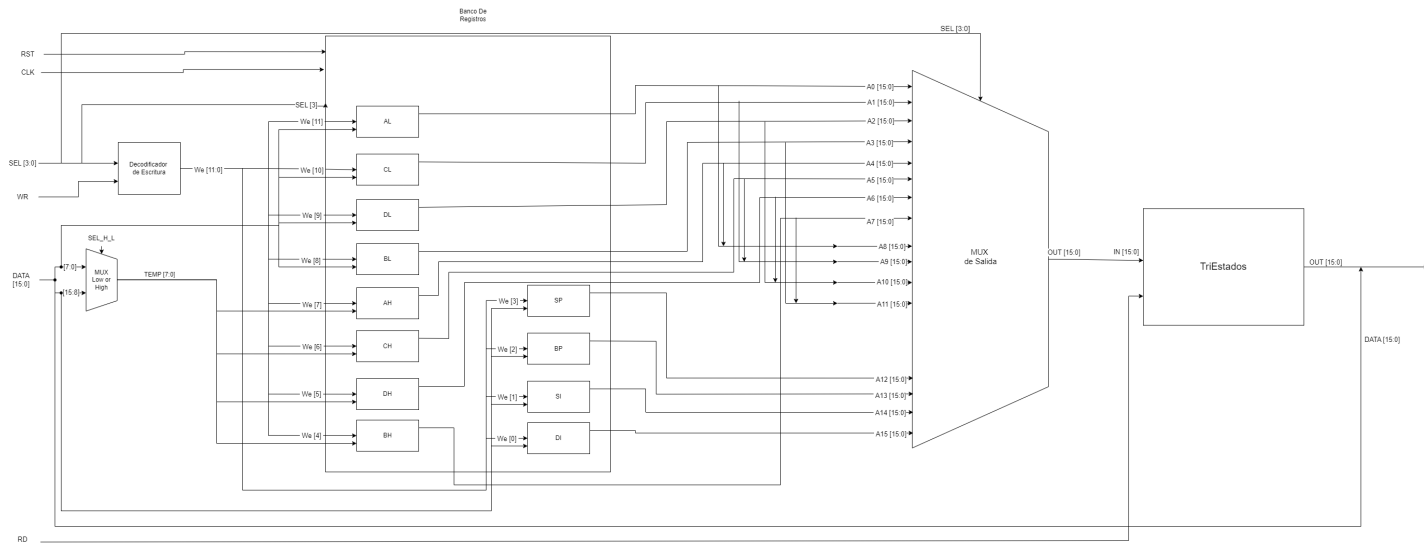 Banco De
Registros
SEL [3:0]
RST
CLK
SEL [3:0]
WR
Decodificador
de Escritura
We [11:0]
SEL_H_L
DATA
[15:0]
[7:0]
[15:8]
MUX
Low or
High
TEMP [7:0]
RD
SEL [3]
We [11]
AL
We [10]
CL
We [9]
DL
We [8]
BL
We [7]
AH
We [6]
CH
We [5]
DH
We [4]
BH
We [3]
SP
We [2]
BP
We [1]
SI
We [0]
DI
A0 [15:0]
A1 [15:0]
A2 [15:0]
A3 [15:0]
A4 [15:0]
A5 [15:0]
A6 [15:0]
A7 [15:0]
A8 [15:0]
A9 [15:0]
A10 [15:0]
A11 [15:0]
A12 [15:0]
A13 [15:0]
A14 [15:0]
A15 [15:0]
MUX
de Salida
OUT [15:0]
IN [15:0]
TriEstados
OUT [15:0]
DATA [15:0]